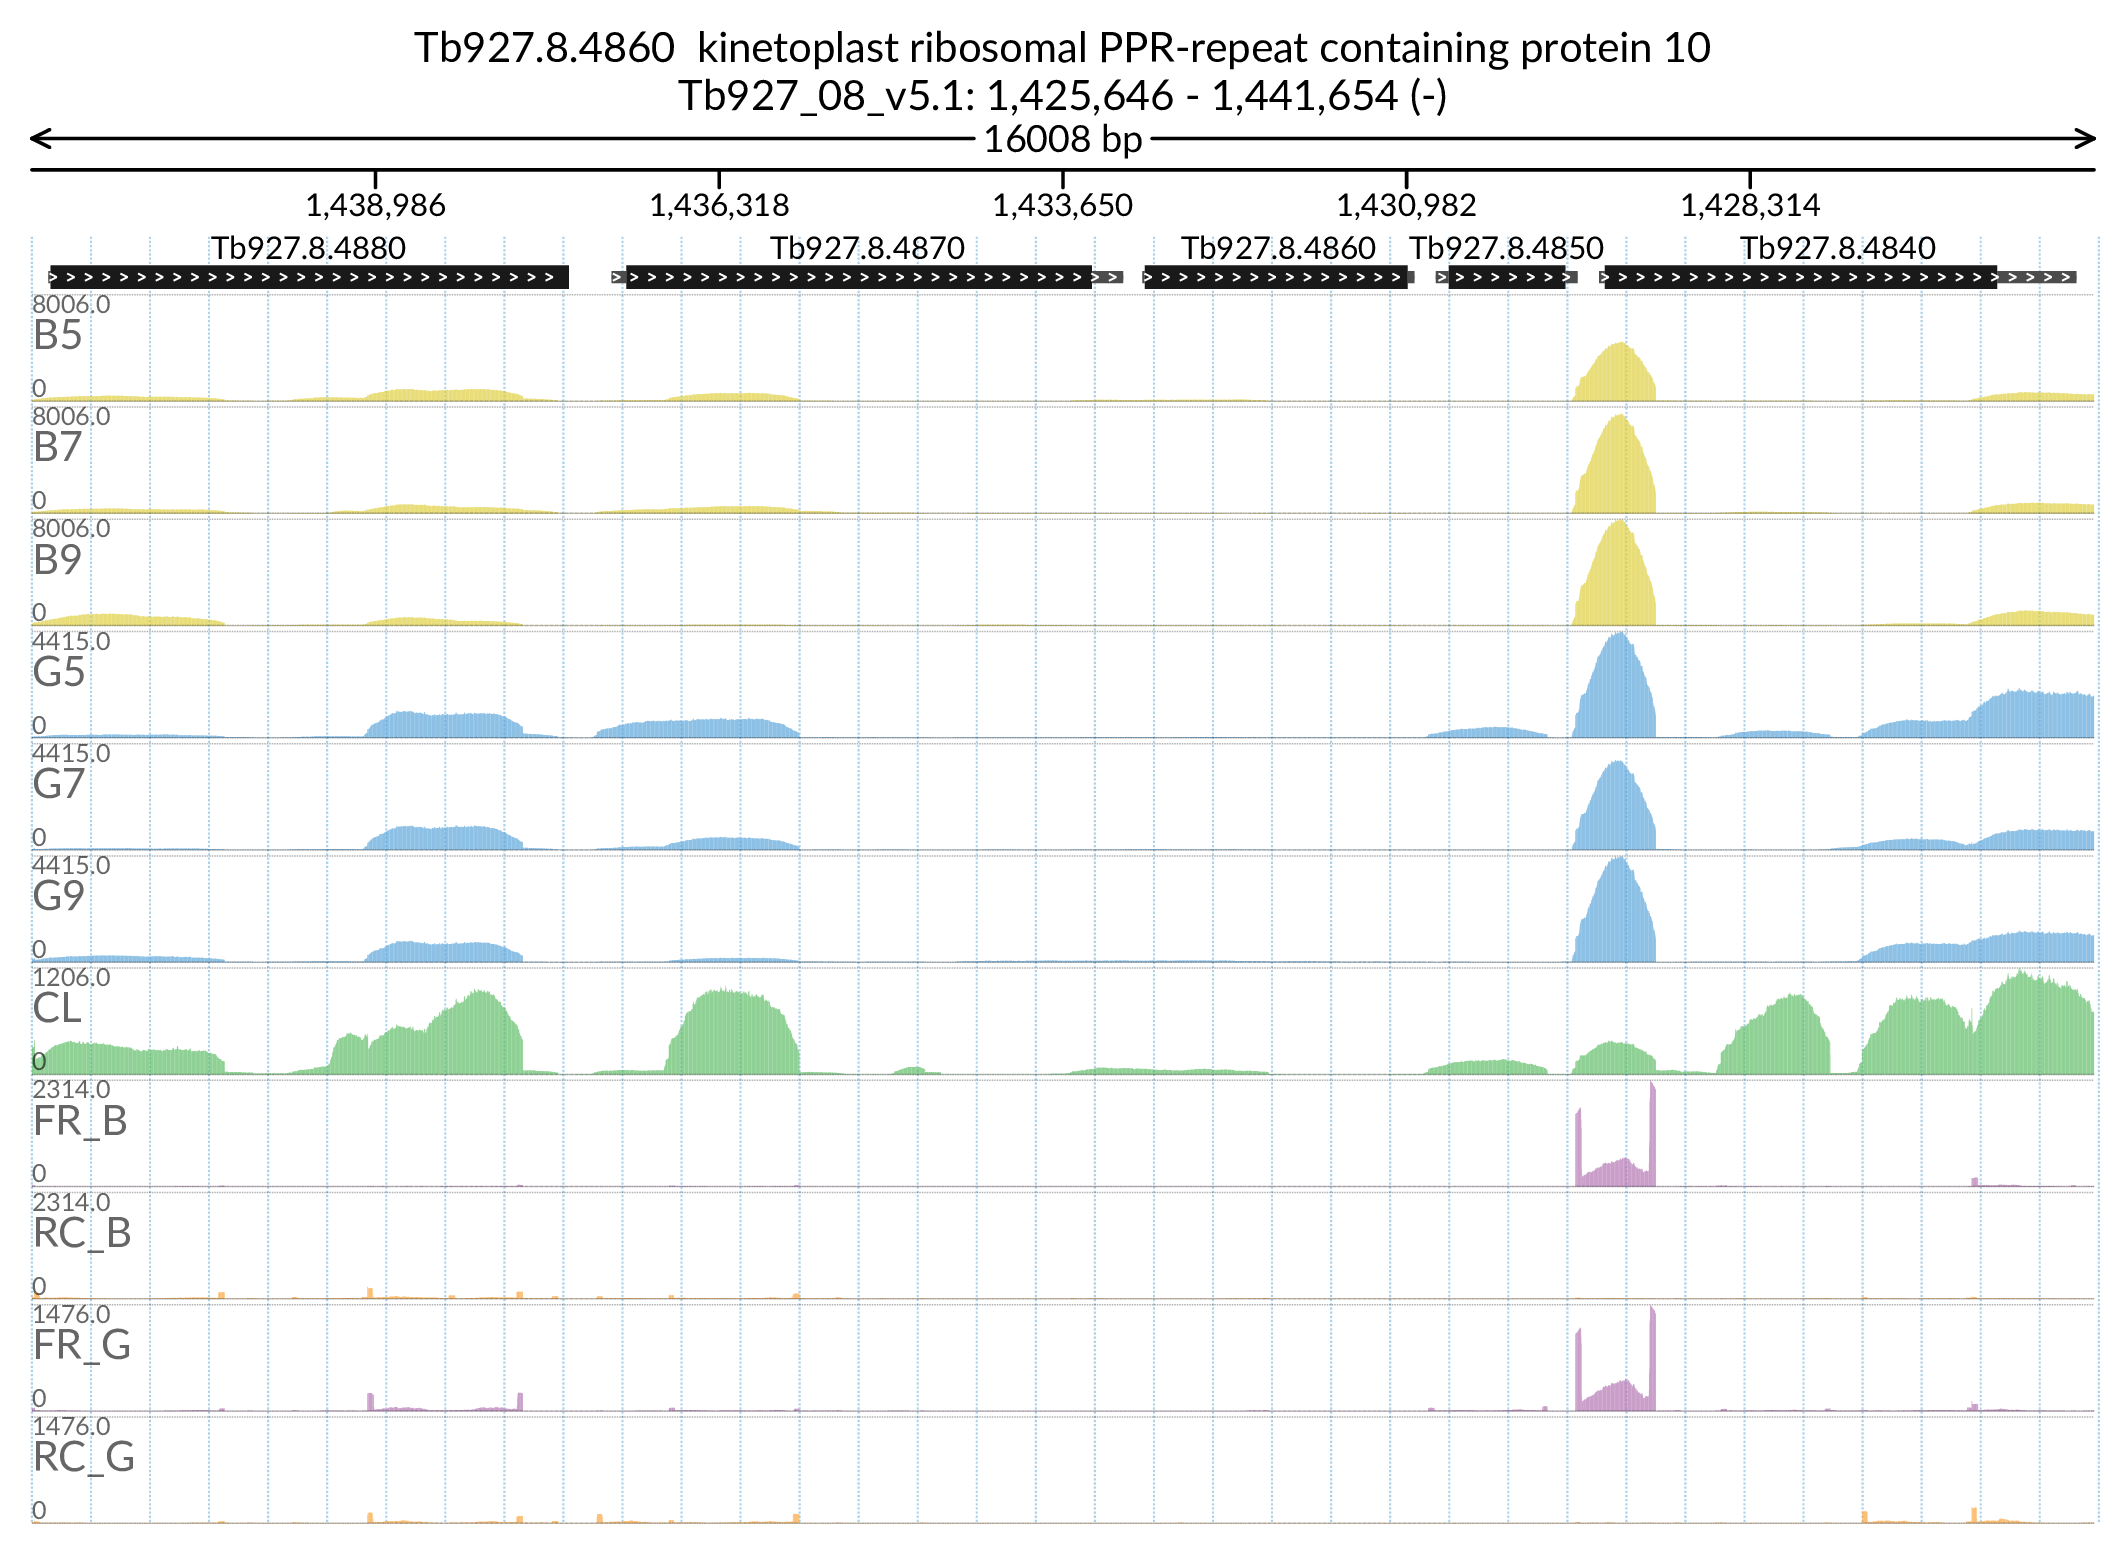 Tb927.8.4860 kinetoplast ribosomal PPR-repeat containing protein 10
Tb927_08_v5.1: 1,425,646 - 1,441,654 (-)
16008 bp
1,438,986 1,436,318 1,433,650 1,430,982 1,428,314
Tb927.8.4880 Tb927.8.4870 Tb927.8.4860 Tb927.8.4850 Tb927.8.4840
8006.0
B5
0
8006.0
B7
0
8006.0
B9
0
4415.0
G5
0
4415.0
G7
0
4415.0
G9
0
1206.0
CL
0
2314.0
FR_B
0
2314.0
RC_B
0
1476.0
FR_G
0
1476.0
RC_G
0